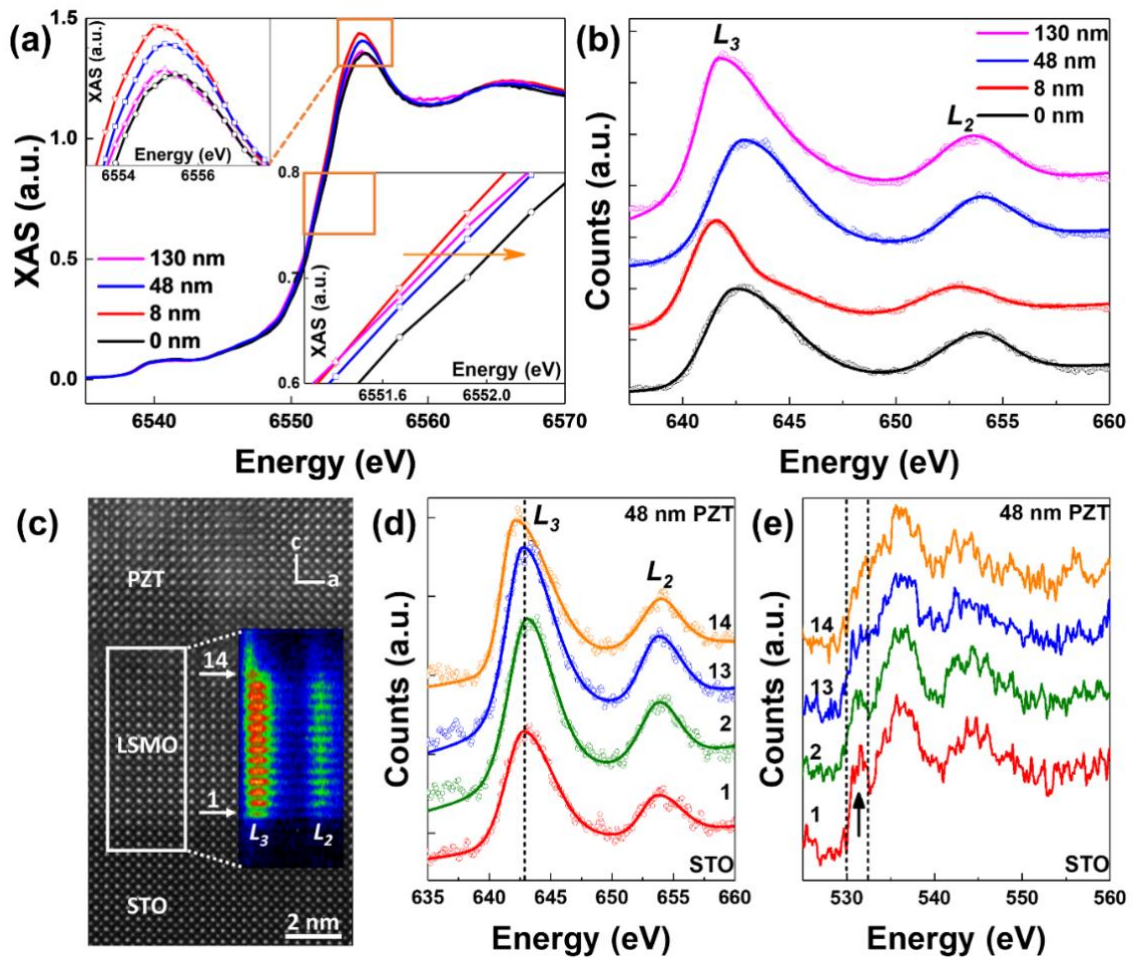 (a)
XAS (a.u.)
1.5
1.0
0.5
0.0
XAS (a.u.)
Energy (eV)
6554 6556
0.8
0.7
0.6
XAS (a.u.)
Energy (eV)
6551.6 6552.0
130 nm
48 nm
8 nm
0 nm
6540 6550 6560 6570
Energy (eV)
(b)
Counts (a.u.)
L3
L2
130 nm
48 nm
8 nm
0 nm
640 645 650 655 660
Energy (eV)
(c)
c
a
PZT
14
LSMO
1
L3 L2
STO
2 nm
(d)
Counts (a.u.)
48 nm PZT
L3
L2
14
13
2
1
STO
635 640 645 650 655 660
Energy (eV)
(e)
Counts (a.u.)
48 nm PZT
14
13
2
1
STO
530 540 550 560
Energy (eV)